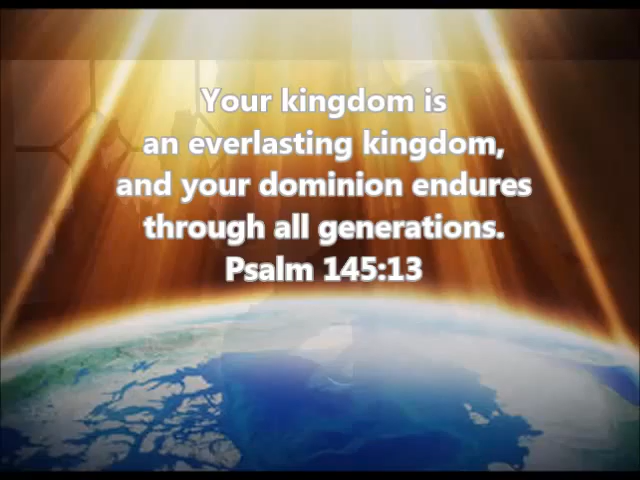 Your kingdom is
an everlasting kingdom,
and your dominion endures
through all generations.
Psalm 145:13